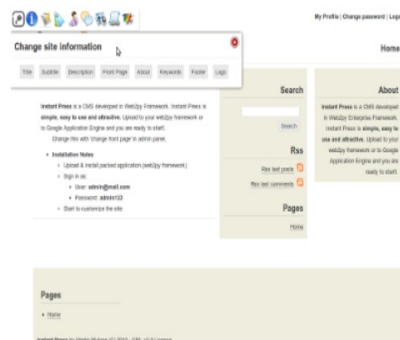 My Profile | Change password | Logo
Change site information
Home
Title Subtitle Description Front Page About Keywords Footer Logo
Search
About
Instant Press is a CMS developed in Web2py Framework. Instant Press is
simple, easy to use and attractive. Upload to your web2py framework or
to Google Application Engine and you are ready to start.
Change this with 'change front page' in admin panel.
Installation Notes
Upload & install packed application (web2py framework)
Sign in as:
User: admin@mail.com
Password: admin123
Start to customize the site
Search
Rss
Rss last posts
Rss last comments
Pages
Home
Instant Press is a CMS
developed in Web2py
Framework. Instant Press
is simple, easy to
use and attractive. Upload
to your web2py
framework or to Google
Application Engine and
you are ready to start.
Pages
Home